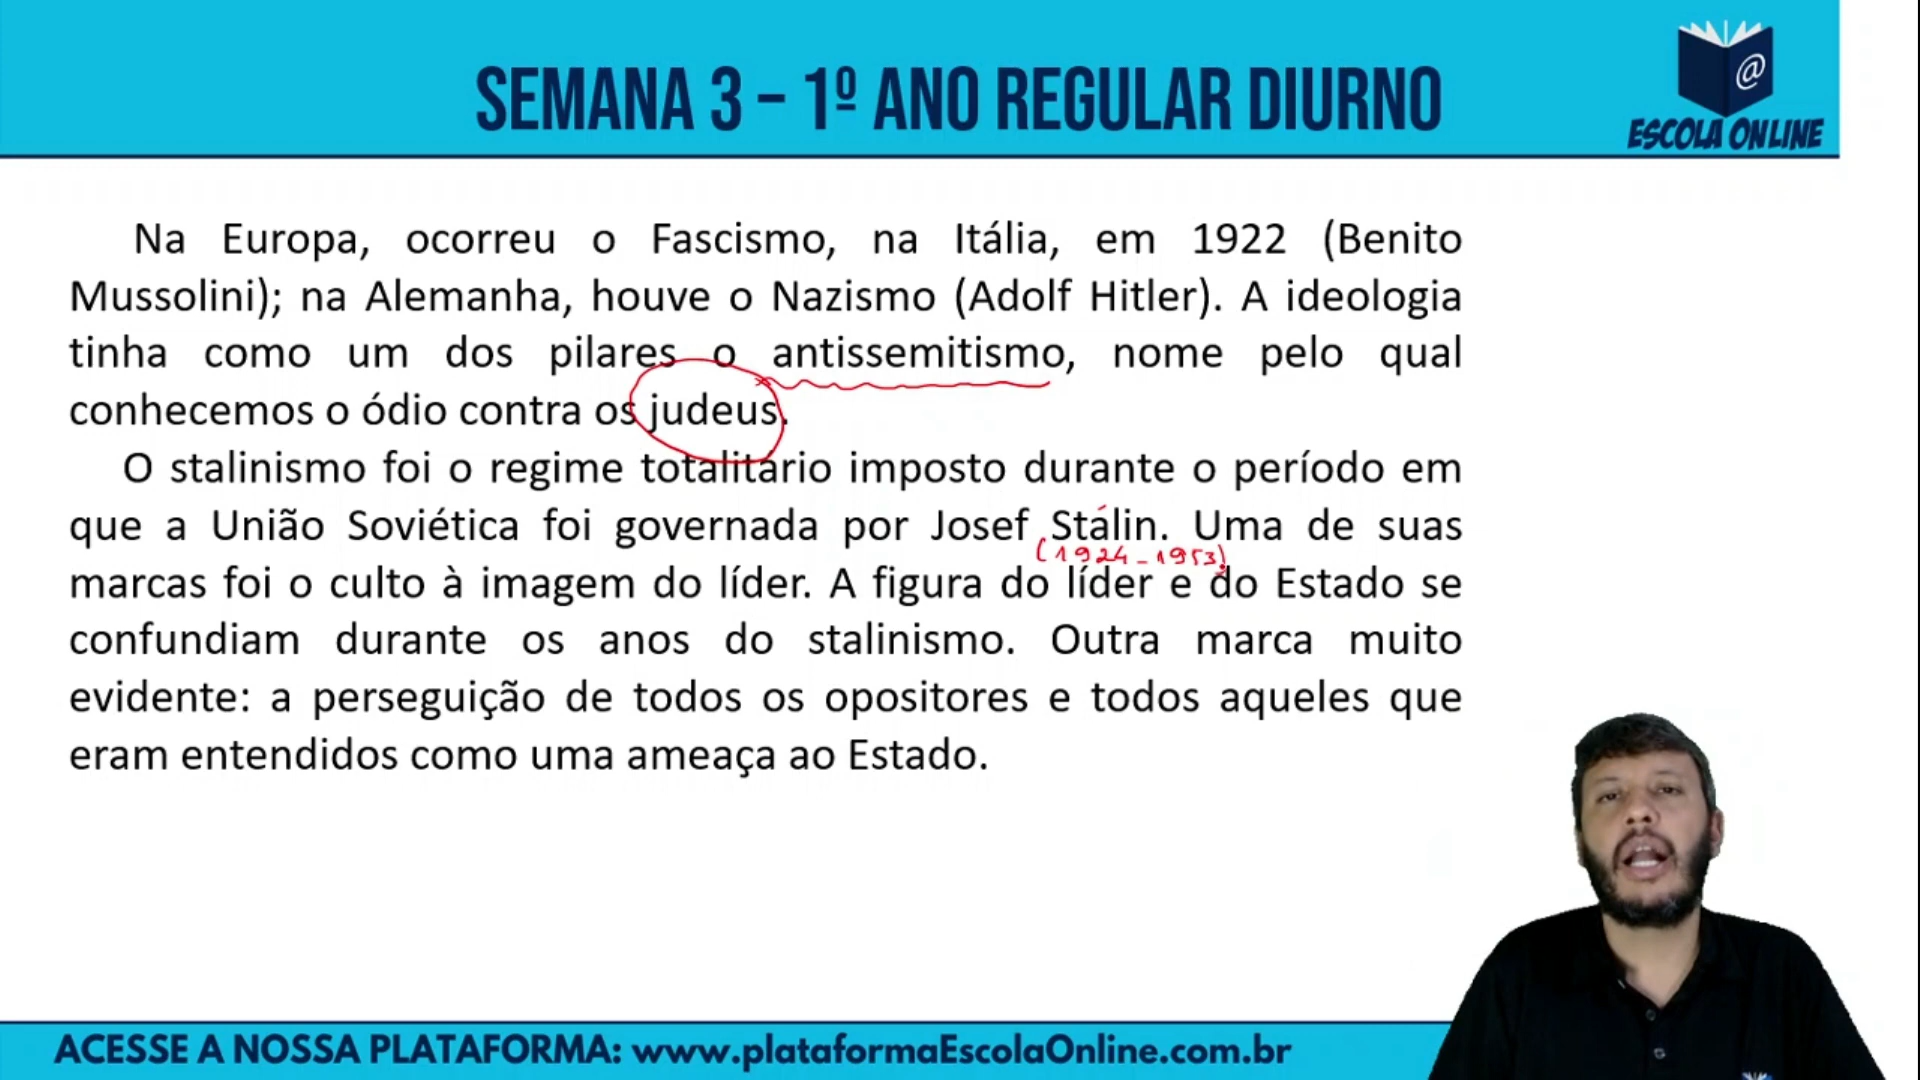 SEMANA 3 – 1º ANO REGULAR DIURNO
@
ESCOLA ONLINE
Na Europa, ocorreu o Fascismo, na Itália, em 1922 (Benito
Mussolini); na Alemanha, houve o Nazismo (Adolf Hitler). A ideologia
tinha como um dos pilares o antissemitismo, nome pelo qual
conhecemos o ódio contra os judeus.
O stalinismo foi o regime totalitário imposto durante o período em
que a União Soviética foi governada por Josef Stálin. Uma de suas
(1924-1953)
marcas foi o culto à imagem do líder. A figura do líder e do Estado se
confundiam durante os anos do stalinismo. Outra marca muito
evidente: a perseguição de todos os opositores e todos aqueles que
eram entendidos como uma ameaça ao Estado.
ACESSE A NOSSA PLATAFORMA: www.plataformaEscolaOnline.com.br